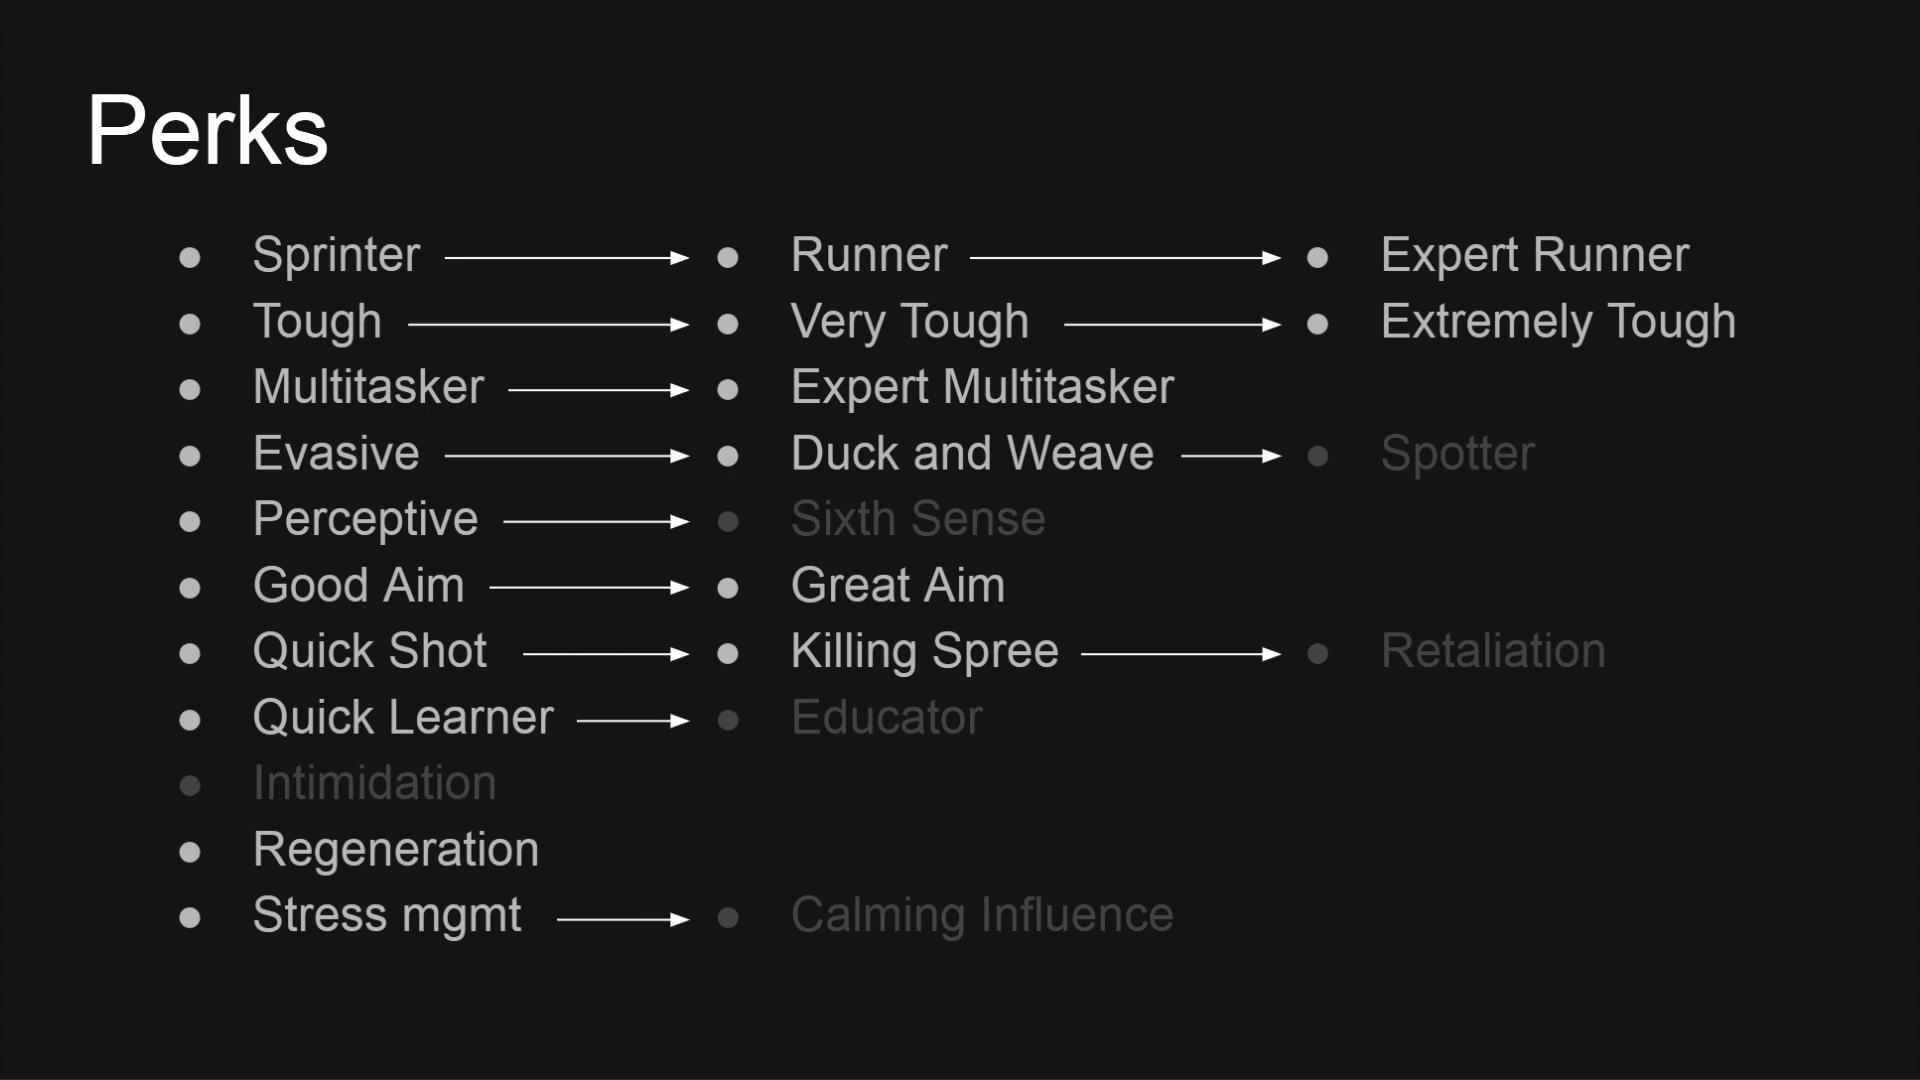 Perks
Sprinter
Runner
Expert Runner
Tough
Very Tough
Extremely Tough
Multitasker
Expert Multitasker
Evasive
Duck and Weave
Spotter
Perceptive
Sixth Sense
Good Aim
Great Aim
Quick Shot
Killing Spree
Retaliation
Quick Learner
Educator
Intimidation
Regeneration
Stress mgmt
Calming Influence